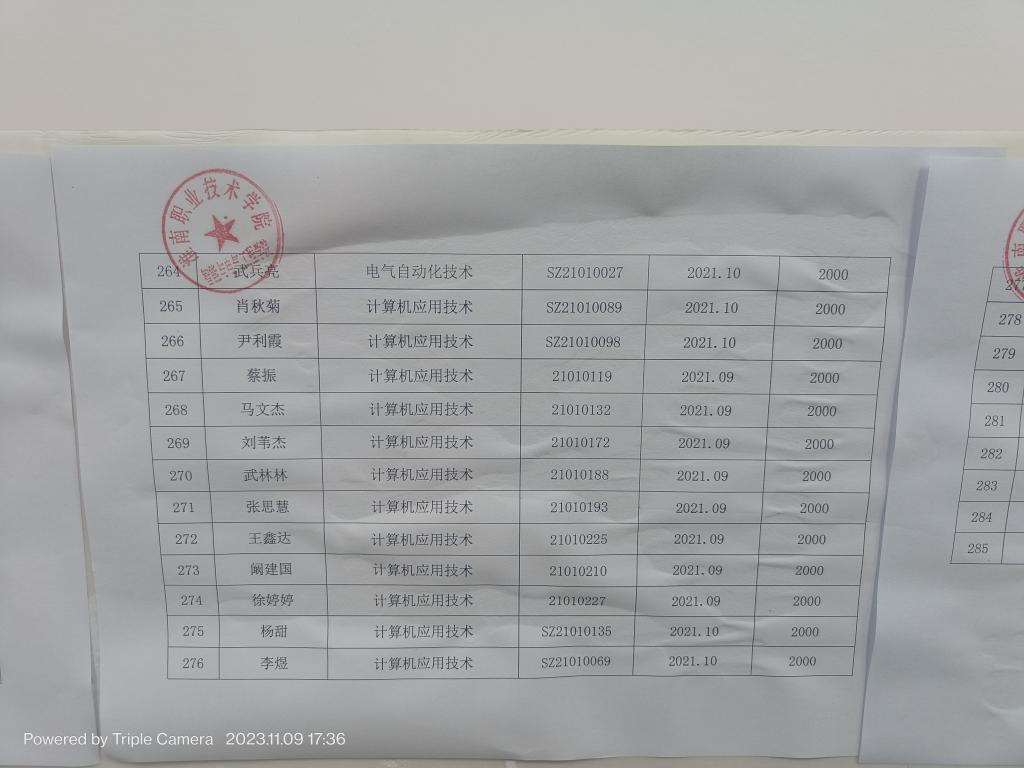 淮南职业技术学院
264 武兵亮 电气自动化技术 SZ21010027 2021.10 2000
265 肖秋菊 计算机应用技术 SZ21010089 2021.10 2000
266 尹利霞 计算机应用技术 SZ21010098 2021.10 2000
267 蔡振 计算机应用技术 21010119 2021.09 2000
268 马文杰 计算机应用技术 21010132 2021.09 2000
269 刘苇杰 计算机应用技术 21010172 2021.09 2000
270 武林林 计算机应用技术 21010188 2021.09 2000
271 张思慧 计算机应用技术 21010193 2021.09 2000
272 王鑫达 计算机应用技术 21010225 2021.09 2000
273 阚建国 计算机应用技术 21010210 2021.09 2000
274 徐婷婷 计算机应用技术 21010227 2021.09 2000
275 杨甜 计算机应用技术 SZ21010135 2021.10 2000
276 李煜 计算机应用技术 SZ21010069 2021.10 2000
278
279
280
281
282
283
284
285
Powered by Triple Camera 2023.11.09 17:36